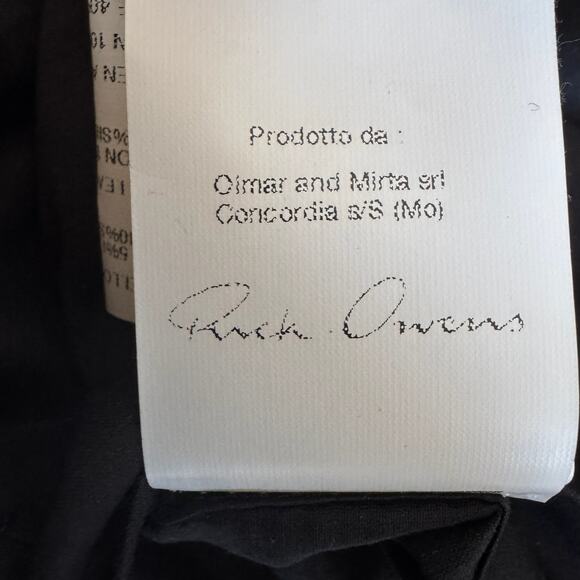 Prodotto da :
Olmar and Mirta srl
Concordia s/S (Mo)
Rick Owens